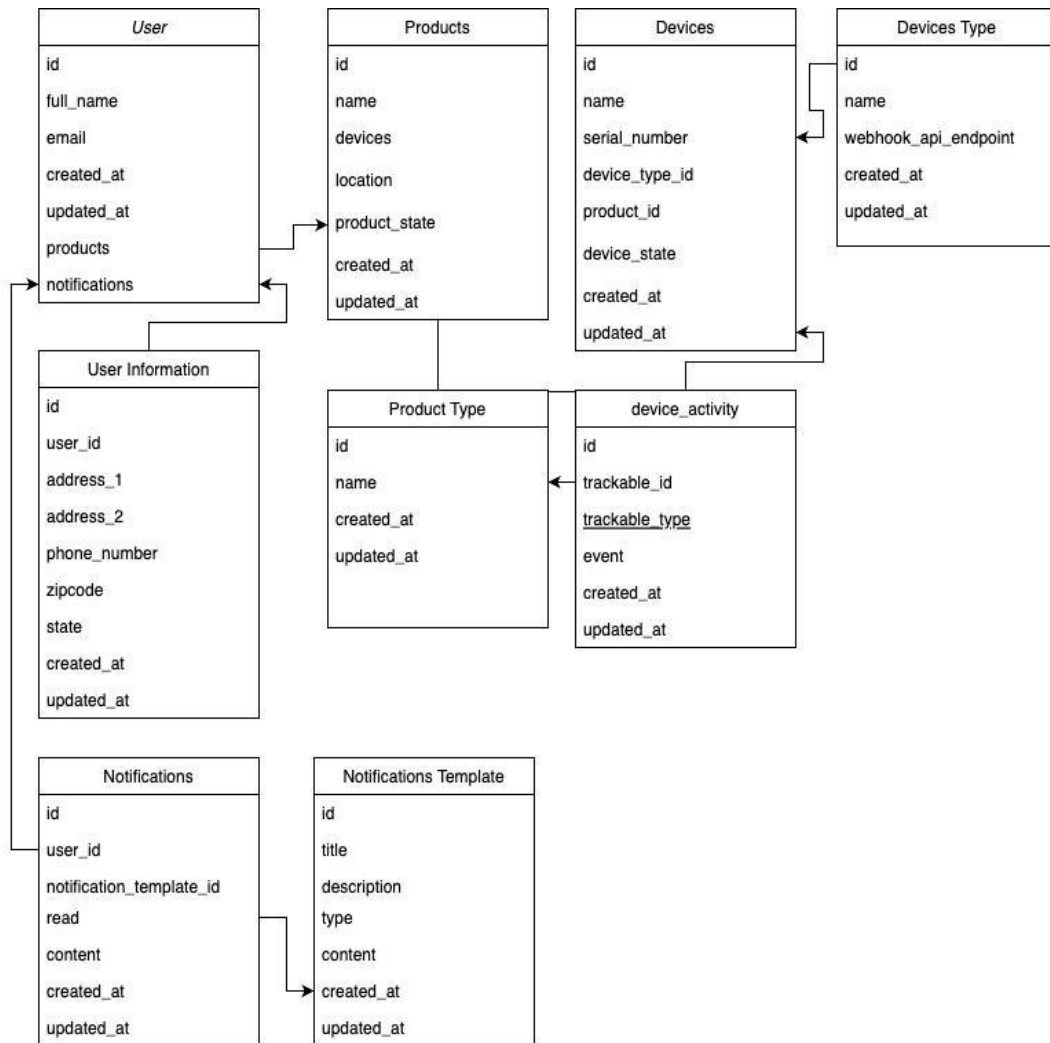 User
id
full_name
email
created_at
updated_at
products
notifications
Products
id
name
devices
location
product_state
created_at
updated_at
Devices
id
name
serial_number
device_type_id
product_id
device_state
created_at
updated_at
Devices Type
id
name
webhook_api_endpoint
created_at
updated_at
User Information
id
user_id
address_1
address_2
phone_number
zipcode
state
created_at
updated_at
Product Type
id
name
created_at
updated_at
device_activity
id
trackable_id
trackable_type
event
created_at
updated_at
Notifications
id
user_id
notification_template_id
read
content
created_at
updated_at
Notifications Template
id
title
description
type
content
created_at
updated_at